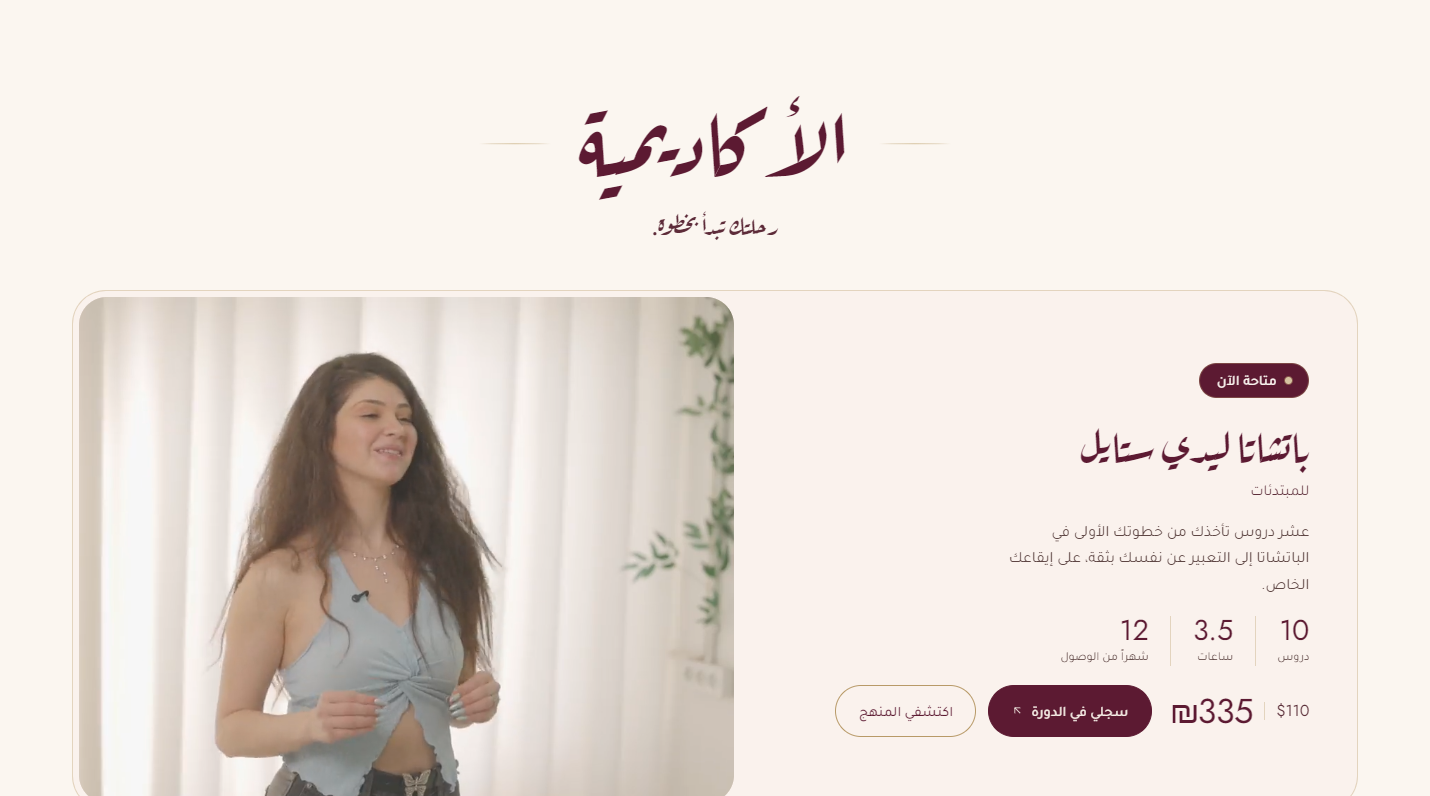 الأكاديمية
رحلتك تبدأ بخطوة.
متاحة الآن
باتشاتا ليدي ستايل
للمبتدئات
عشر دروس تأخذك من خطوتك الأولى في
الباتشاتا إلى التعبير عن نفسك بثقة، على إيقاعك
الخاص.
10 3.5 12
دروس ساعات شهراً من الوصول
$110 ₪335 سجلي في الدورة اكتشفي المنهج